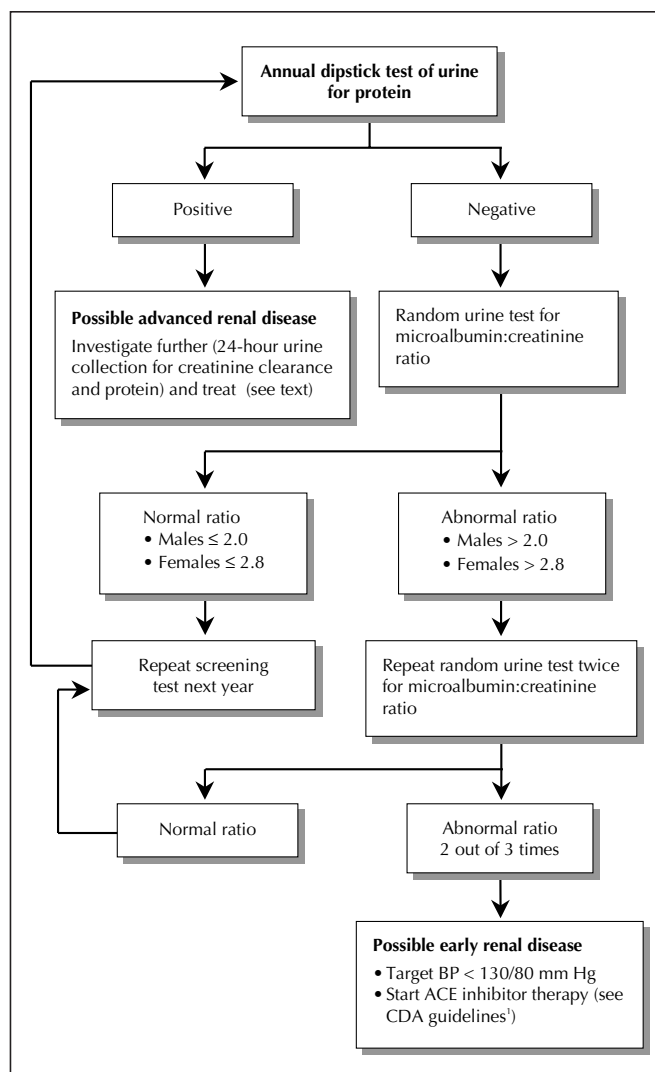 Annual dipstick test of urine
for protein
Positive
Negative
Possible advanced renal disease
Investigate further (24-hour urine
collection for creatinine clearance
and protein) and treat (see text)
Random urine test for
microalbumin:creatinine
ratio
Normal ratio
• Males ≤ 2.0
• Females ≤ 2.8
Abnormal ratio
• Males > 2.0
• Females > 2.8
Repeat screening
test next year
Repeat random urine test twice
for microalbumin:creatinine
ratio
Normal ratio
Abnormal ratio
2 out of 3 times
Possible early renal disease
• Target BP < 130/80 mm Hg
• Start ACE inhibitor therapy (see
CDA guidelines¹)